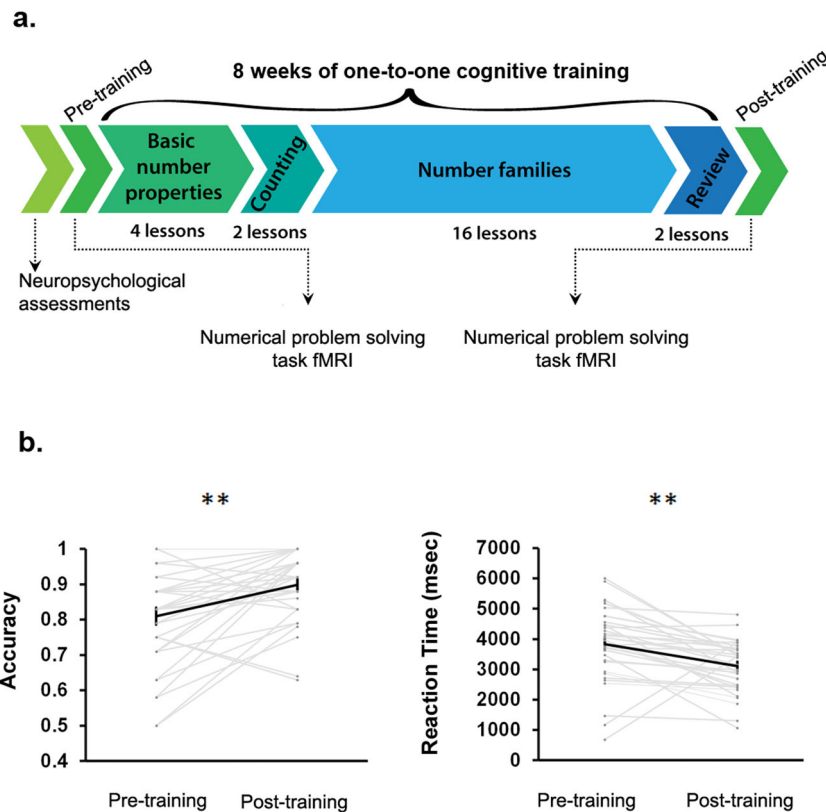 a.
8 weeks of one-to-one cognitive training
Pre-training
Post-training
Basic
number
properties
Counting
Number families
Review
4 lessons
2 lessons
16 lessons
2 lessons
Neuropsychological
assessments
Numerical problem solving
task fMRI
Numerical problem solving
task fMRI
b.
**
Accuracy
1
0.9
0.8
0.7
0.6
0.5
0.4
Pre-training
Post-training
**
Reaction Time (msec)
7000
6000
5000
4000
3000
2000
1000
0
Pre-training
Post-training